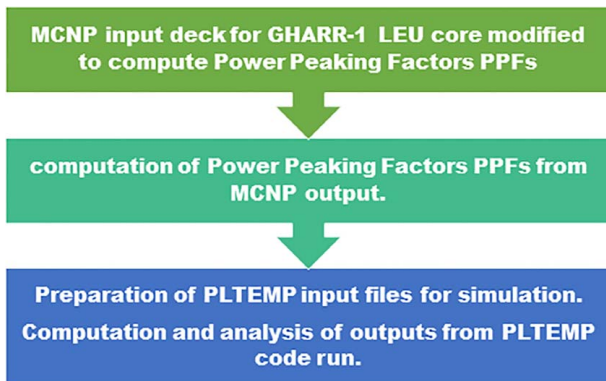 MCNP input deck for GHARR-1 LEU core modified
to compute Power Peaking Factors PPFs
computation of Power Peaking Factors PPFs from
MCNP output.
Preparation of PLTEMP input files for simulation.
Computation and analysis of outputs from PLTEMP
code run.